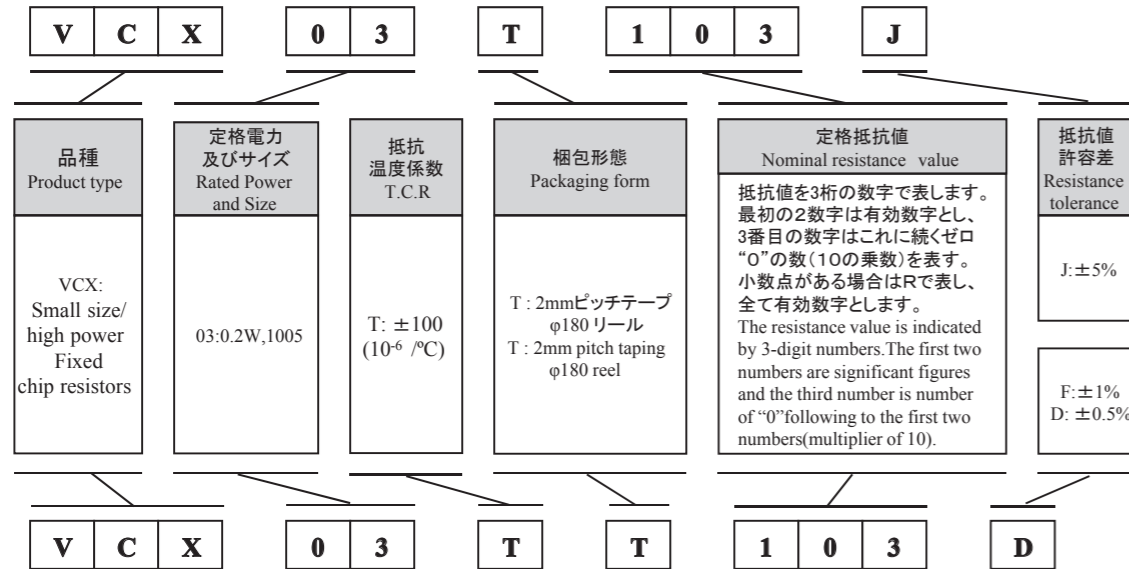 V C X 0 3 T 1 0 3 J
品種
Product type
定格電力
及びサイズ
Rated Power
and Size
抵抗
温度係数
T.C.R
梱包形態
Packaging form
定格抵抗値
Nominal resistance value
抵抗値
許容差
Resistance
tolerance
VCX:
Small size/
high power
Fixed
chip resistors
03:0.2W,1005
T: ±100
(10⁻⁶ /ºC)
T : 2mmピッチテープ
φ180 リール
T : 2mm pitch taping
φ180 reel
抵抗値を3桁の数字で表します。
最初の2数字は有効数字とし、
3番目の数字はこれに続くゼロ
“0”の数(10の乗数)を表す。
小数点がある場合はRで表し、
全て有効数字とします。
The resistance value is indicated
by 3-digit numbers.The first two
numbers are significant figures
and the third number is number
of “0”following to the first two
numbers(multiplier of 10).
J:±5%
F:±1%
D: ±0.5%
V C X 0 3 T T 1 0 3 D